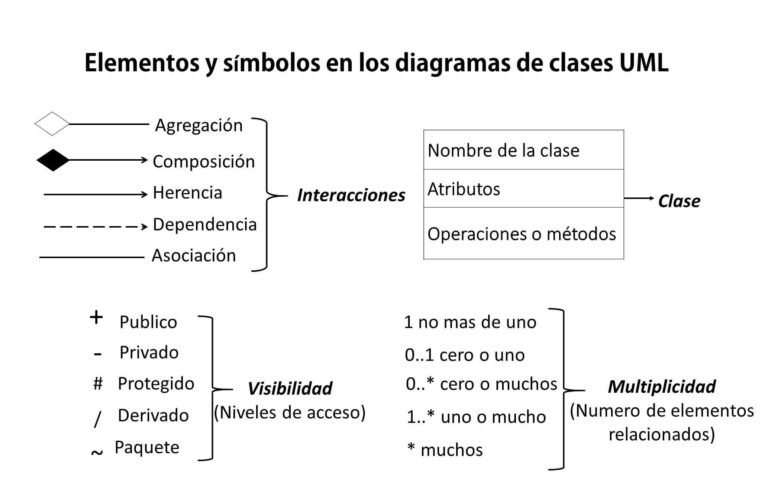 Elementos y símbolos en los diagramas de clases UML
Agregación
Composición
Herencia
Dependencia
Asociación
Interacciones
Nombre de la clase
Atributos
Operaciones o métodos
Clase
+ Publico
- Privado
# Protegido
/ Derivado
~ Paquete
Visibilidad
(Niveles de acceso)
1 no mas de uno
0..1 cero o uno
0..* cero o muchos
1..* uno o mucho
* muchos
Multiplicidad
(Numero de elementos
relacionados)